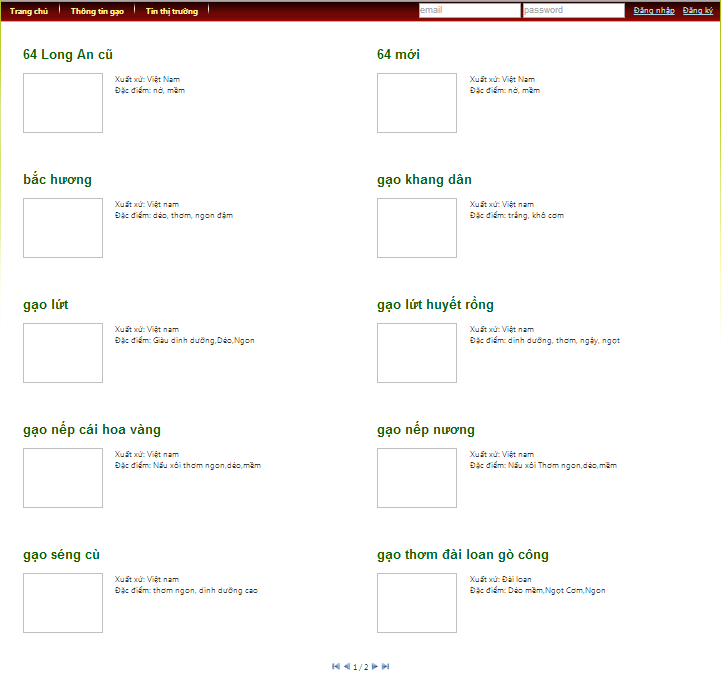 Trang chủ Thông tin gạo Tin thị trường email password Đăng nhập Đăng ký
64 Long An cũ
Xuất xứ: Việt Nam
Đặc điểm: nở, mềm
64 mới
Xuất xứ: Việt Nam
Đặc điểm: nở, mềm
bắc hương
Xuất xứ: Việt nam
Đặc điểm: dẻo, thơm, ngon đậm
gạo khang dân
Xuất xứ: Việt nam
Đặc điểm: trắng, khô cơm
gạo lứt
Xuất xứ: Việt nam
Đặc điểm: Giàu dinh dưỡng,Dẻo,Ngon
gạo lứt huyết rồng
Xuất xứ: Việt nam
Đặc điểm: dinh dưỡng, thơm, ngậy, ngọt
gạo nếp cái hoa vàng
Xuất xứ: Việt nam
Đặc điểm: Nấu xôi thơm ngon,dẻo,mềm
gạo nếp nương
Xuất xứ: Việt nam
Đặc điểm: Nấu xôi Thơm ngon,dẻo,mềm
gạo séng cù
Xuất xứ: Việt nam
Đặc điểm: thơm ngon, dinh dưỡng cao
gạo thơm đài loan gò công
Xuất xứ: Đài loan
Đặc điểm: Dẻo mềm,Ngọt Cơm,Ngon
1 / 2